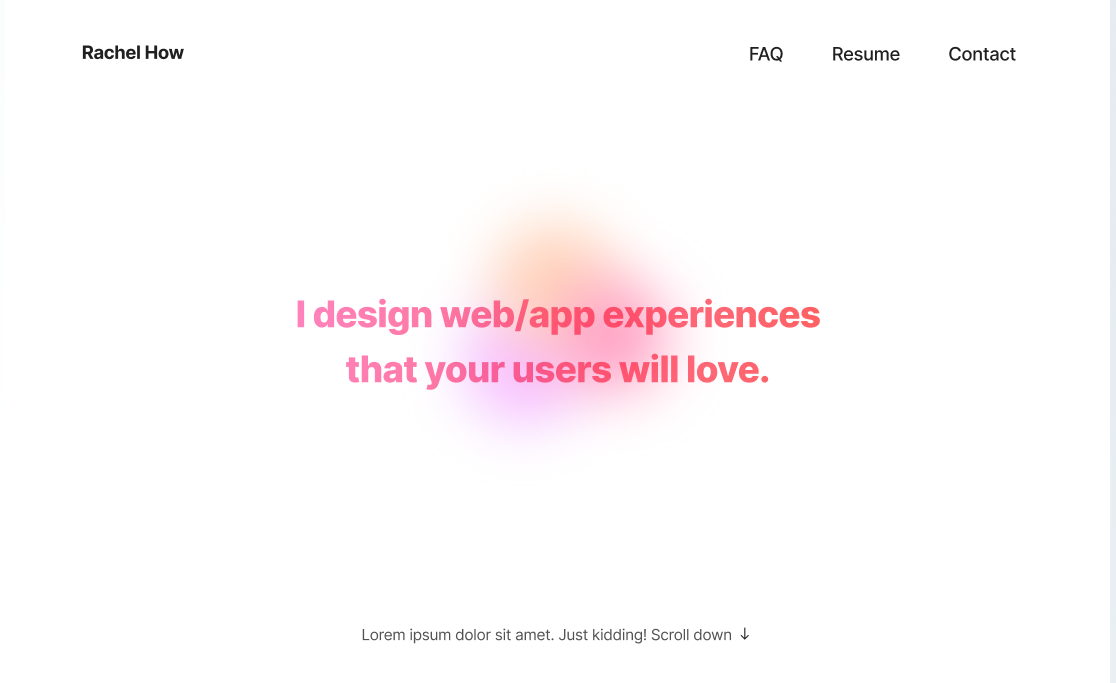 Rachel How
FAQ Resume Contact
I design web/app experiences
that your users will love.
Lorem ipsum dolor sit amet. Just kidding! Scroll down ↓